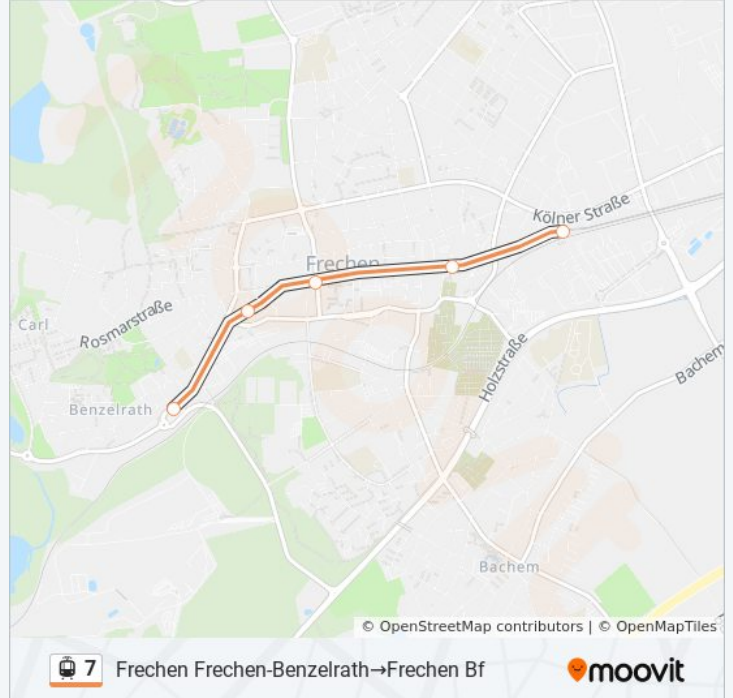 Kölner Straße
Frechen
Rosmarstraße
Carl
Holzstraße
Bachem
Benzelrath
Bachem
© OpenStreetMap contributors | © OpenMapTiles
7 Frechen Frechen-Benzelrath→Frechen Bf
moovit